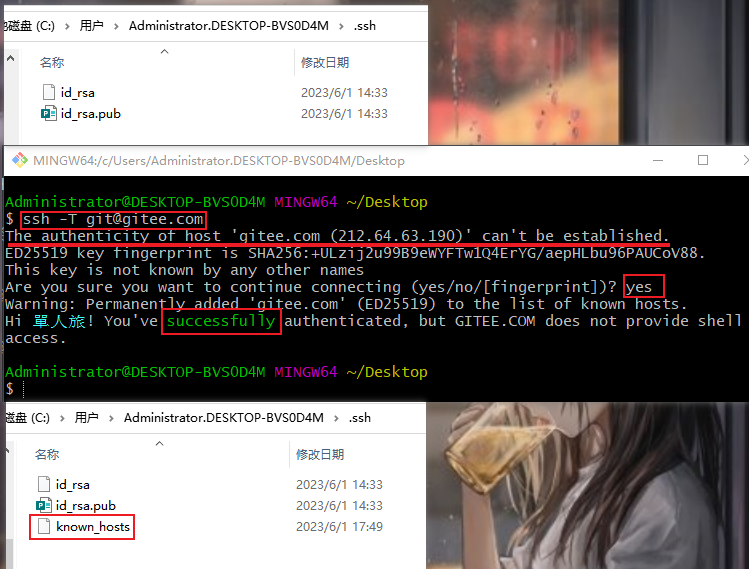 磁盘 (C:) › 用户 › Administrator.DESKTOP-BVS0D4M › .ssh
名称 修改日期
id_rsa 2023/6/1 14:33
id_rsa.pub 2023/6/1 14:33
MINGW64:/c/Users/Administrator.DESKTOP-BVS0D4M/Desktop
Administrator@DESKTOP-BVS0D4M MINGW64 ~/Desktop
$ ssh -T git@gitee.com
The authenticity of host 'gitee.com (212.64.63.190)' can't be established.
ED25519 key fingerprint is SHA256:+ULzij2u99B9eWYFTw1Q4ErYG/aepHLbu96PAUCoV88.
This key is not known by any other names
Are you sure you want to continue connecting (yes/no/[fingerprint])? yes
Warning: Permanently added 'gitee.com' (ED25519) to the list of known hosts.
Hi 單人旅! You've successfully authenticated, but GITEE.COM does not provide shell
access.
Administrator@DESKTOP-BVS0D4M MINGW64 ~/Desktop
$
磁盘 (C:) › 用户 › Administrator.DESKTOP-BVS0D4M › .ssh
名称 修改日期
id_rsa 2023/6/1 14:33
id_rsa.pub 2023/6/1 14:33
known_hosts 2023/6/1 17:49